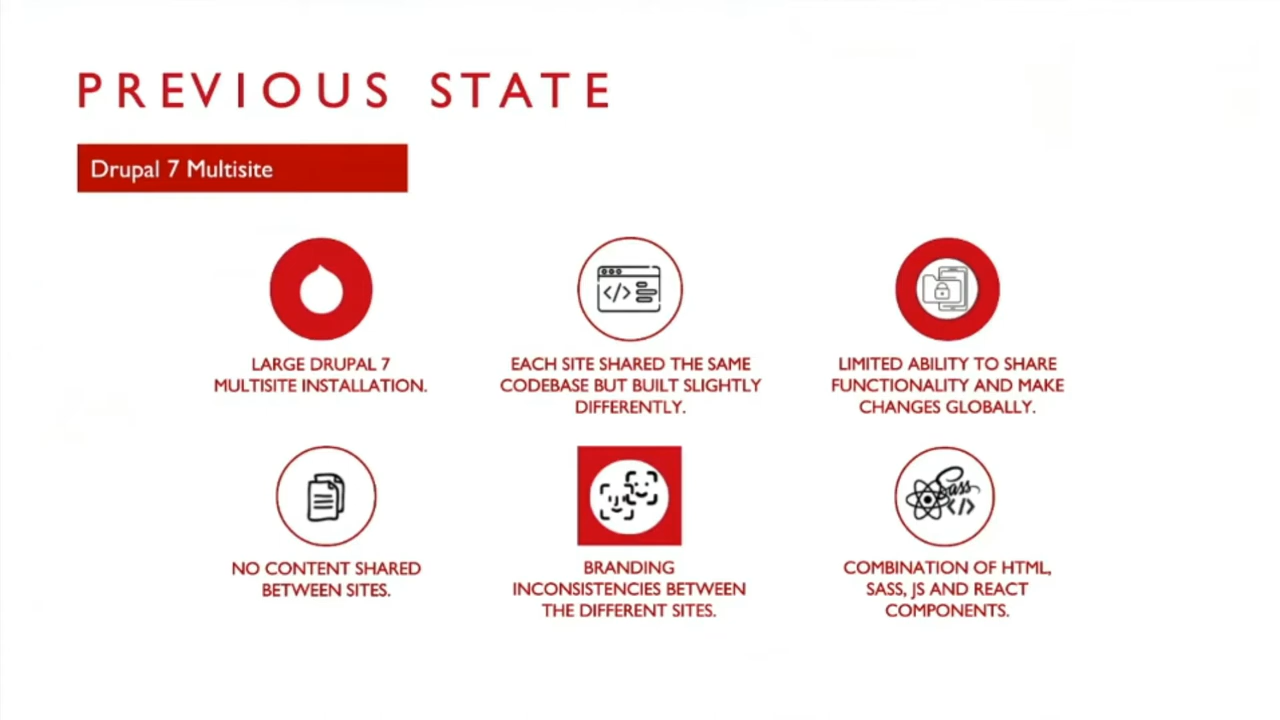 PREVIOUS STATE
Drupal 7 Multisite
LARGE DRUPAL 7
MULTISITE INSTALLATION.
</>
EACH SITE SHARED THE SAME
CODEBASE BUT BUILT SLIGHTLY
DIFFERENTLY.
LIMITED ABILITY TO SHARE
FUNCTIONALITY AND MAKE
CHANGES GLOBALLY.
NO CONTENT SHARED
BETWEEN SITES.
BRANDING
INCONSISTENCIES BETWEEN
THE DIFFERENT SITES.
Sass
</>
COMBINATION OF HTML,
SASS, JS AND REACT
COMPONENTS.